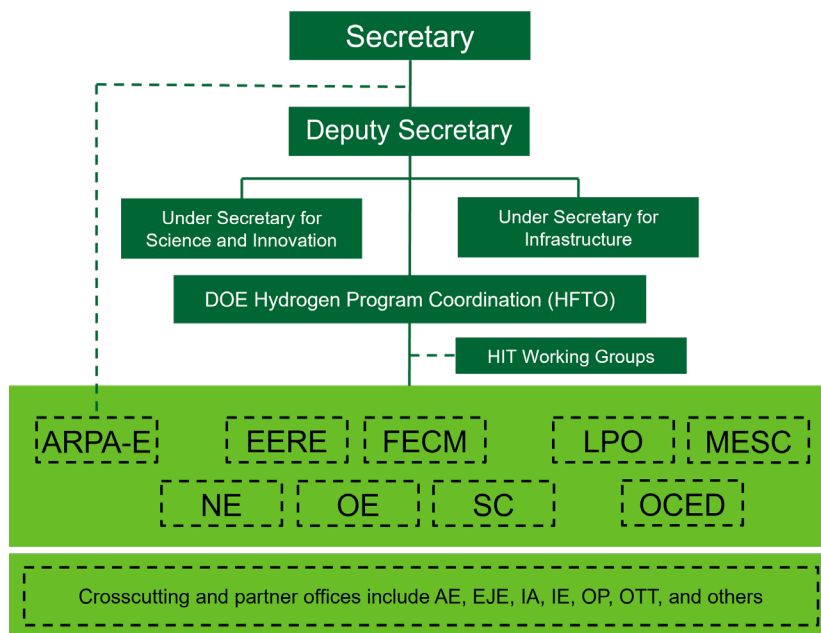 Secretary
Deputy Secretary
Under Secretary for
Science and Innovation
Under Secretary for
Infrastructure
DOE Hydrogen Program Coordination (HFTO)
HIT Working Groups
ARPA-E
EERE
FECM
LPO
MESC
NE
OE
SC
OCED
Crosscutting and partner offices include AE, EJE, IA, IE, OP, OTT, and others